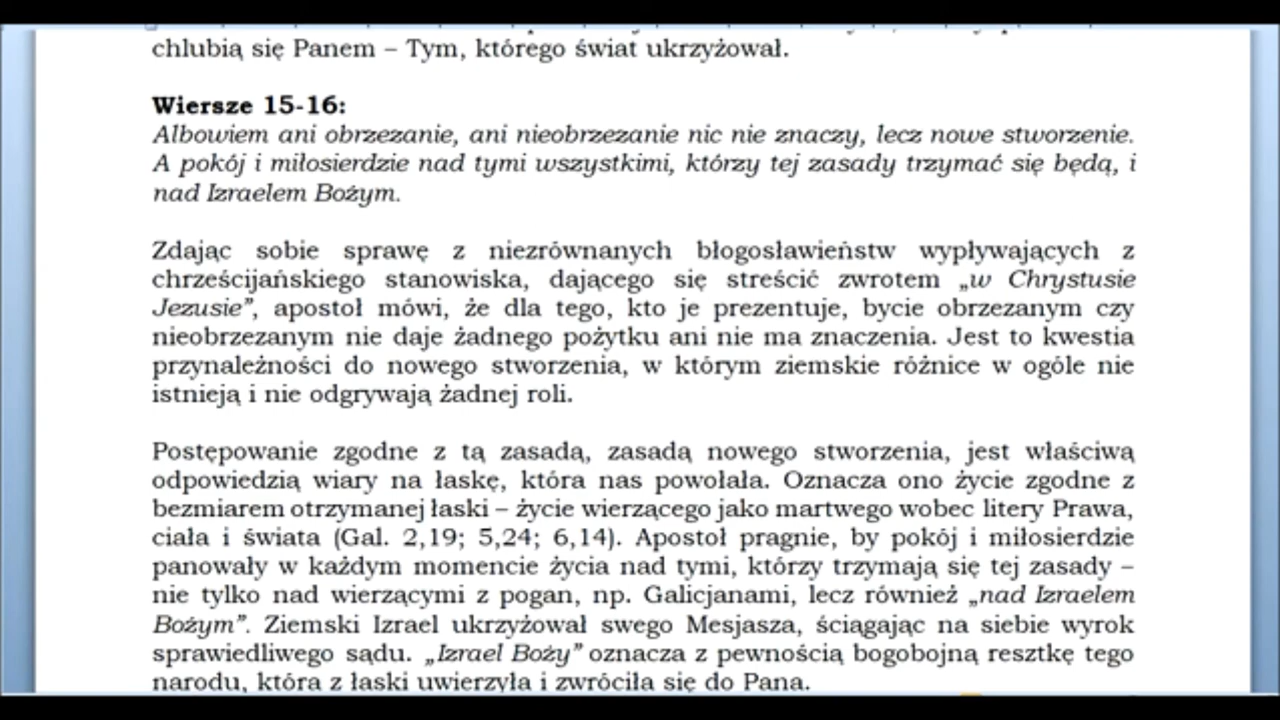 chlubią się Panem – Tym, którego świat ukrzyżował.
Wiersze 15-16:
Albowiem ani obrzezanie, ani nieobrzezanie nic nie znaczy, lecz nowe stworzenie.
A pokój i miłosierdzie nad tymi wszystkimi, którzy tej zasady trzymać się będą, i
nad Izraelem Bożym.
Zdając sobie sprawę z niezrównanych błogosławieństw wypływających z
chrześcijańskiego stanowiska, dającego się streścić zwrotem „w Chrystusie
Jezusie”, apostoł mówi, że dla tego, kto je prezentuje, bycie obrzezanym czy
nieobrzezanym nie daje żadnego pożytku ani nie ma znaczenia. Jest to kwestia
przynależności do nowego stworzenia, w którym ziemskie różnice w ogóle nie
istnieją i nie odgrywają żadnej roli.
Postępowanie zgodne z tą zasadą, zasadą nowego stworzenia, jest właściwą
odpowiedzią wiary na łaskę, która nas powołała. Oznacza ono życie zgodne z
bezmiarem otrzymanej łaski – życie wierzącego jako martwego wobec litery Prawa,
ciała i świata (Gal. 2,19; 5,24; 6,14). Apostoł pragnie, by pokój i miłosierdzie
panowały w każdym momencie życia nad tymi, którzy trzymają się tej zasady –
nie tylko nad wierzącymi z pogan, np. Galicjanami, lecz również „nad Izraelem
Bożym”. Ziemski Izrael ukrzyżował swego Mesjasza, ściągając na siebie wyrok
sprawiedliwego sądu. „Izrael Boży” oznacza z pewnością bogobojną resztkę tego
narodu, która z łaski uwierzyła i zwróciła się do Pana.